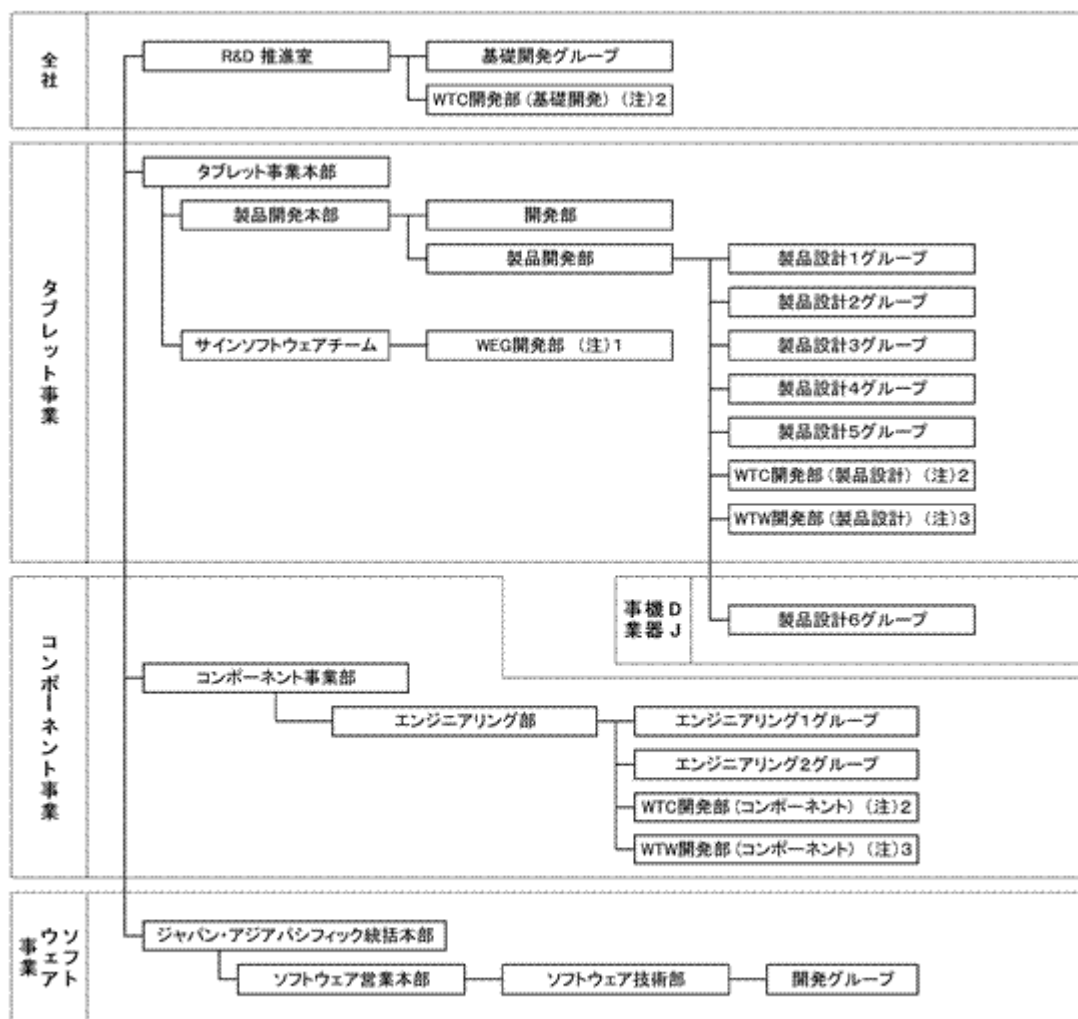 全社
R&D 推進室
基礎開発グループ
WTC開発部(基礎開発) (注)2
タブレット事業
タブレット事業本部
製品開発本部
開発部
製品開発部
製品設計1グループ
製品設計2グループ
サインソフトウェアチーム
WEG開発部 (注)1
製品設計3グループ
製品設計4グループ
製品設計5グループ
WTC開発部(製品設計) (注)2
WTW開発部(製品設計) (注)3
DJ機器事業
製品設計6グループ
コンポーネント事業
コンポーネント事業部
エンジニアリング部
エンジニアリング1グループ
エンジニアリング2グループ
WTC開発部(コンポーネント) (注)2
WTW開発部(コンポーネント) (注)3
ソフトウェア事業
ジャパン・アジアパシフィック統括本部
ソフトウェア営業本部
ソフトウェア技術部
開発グループ